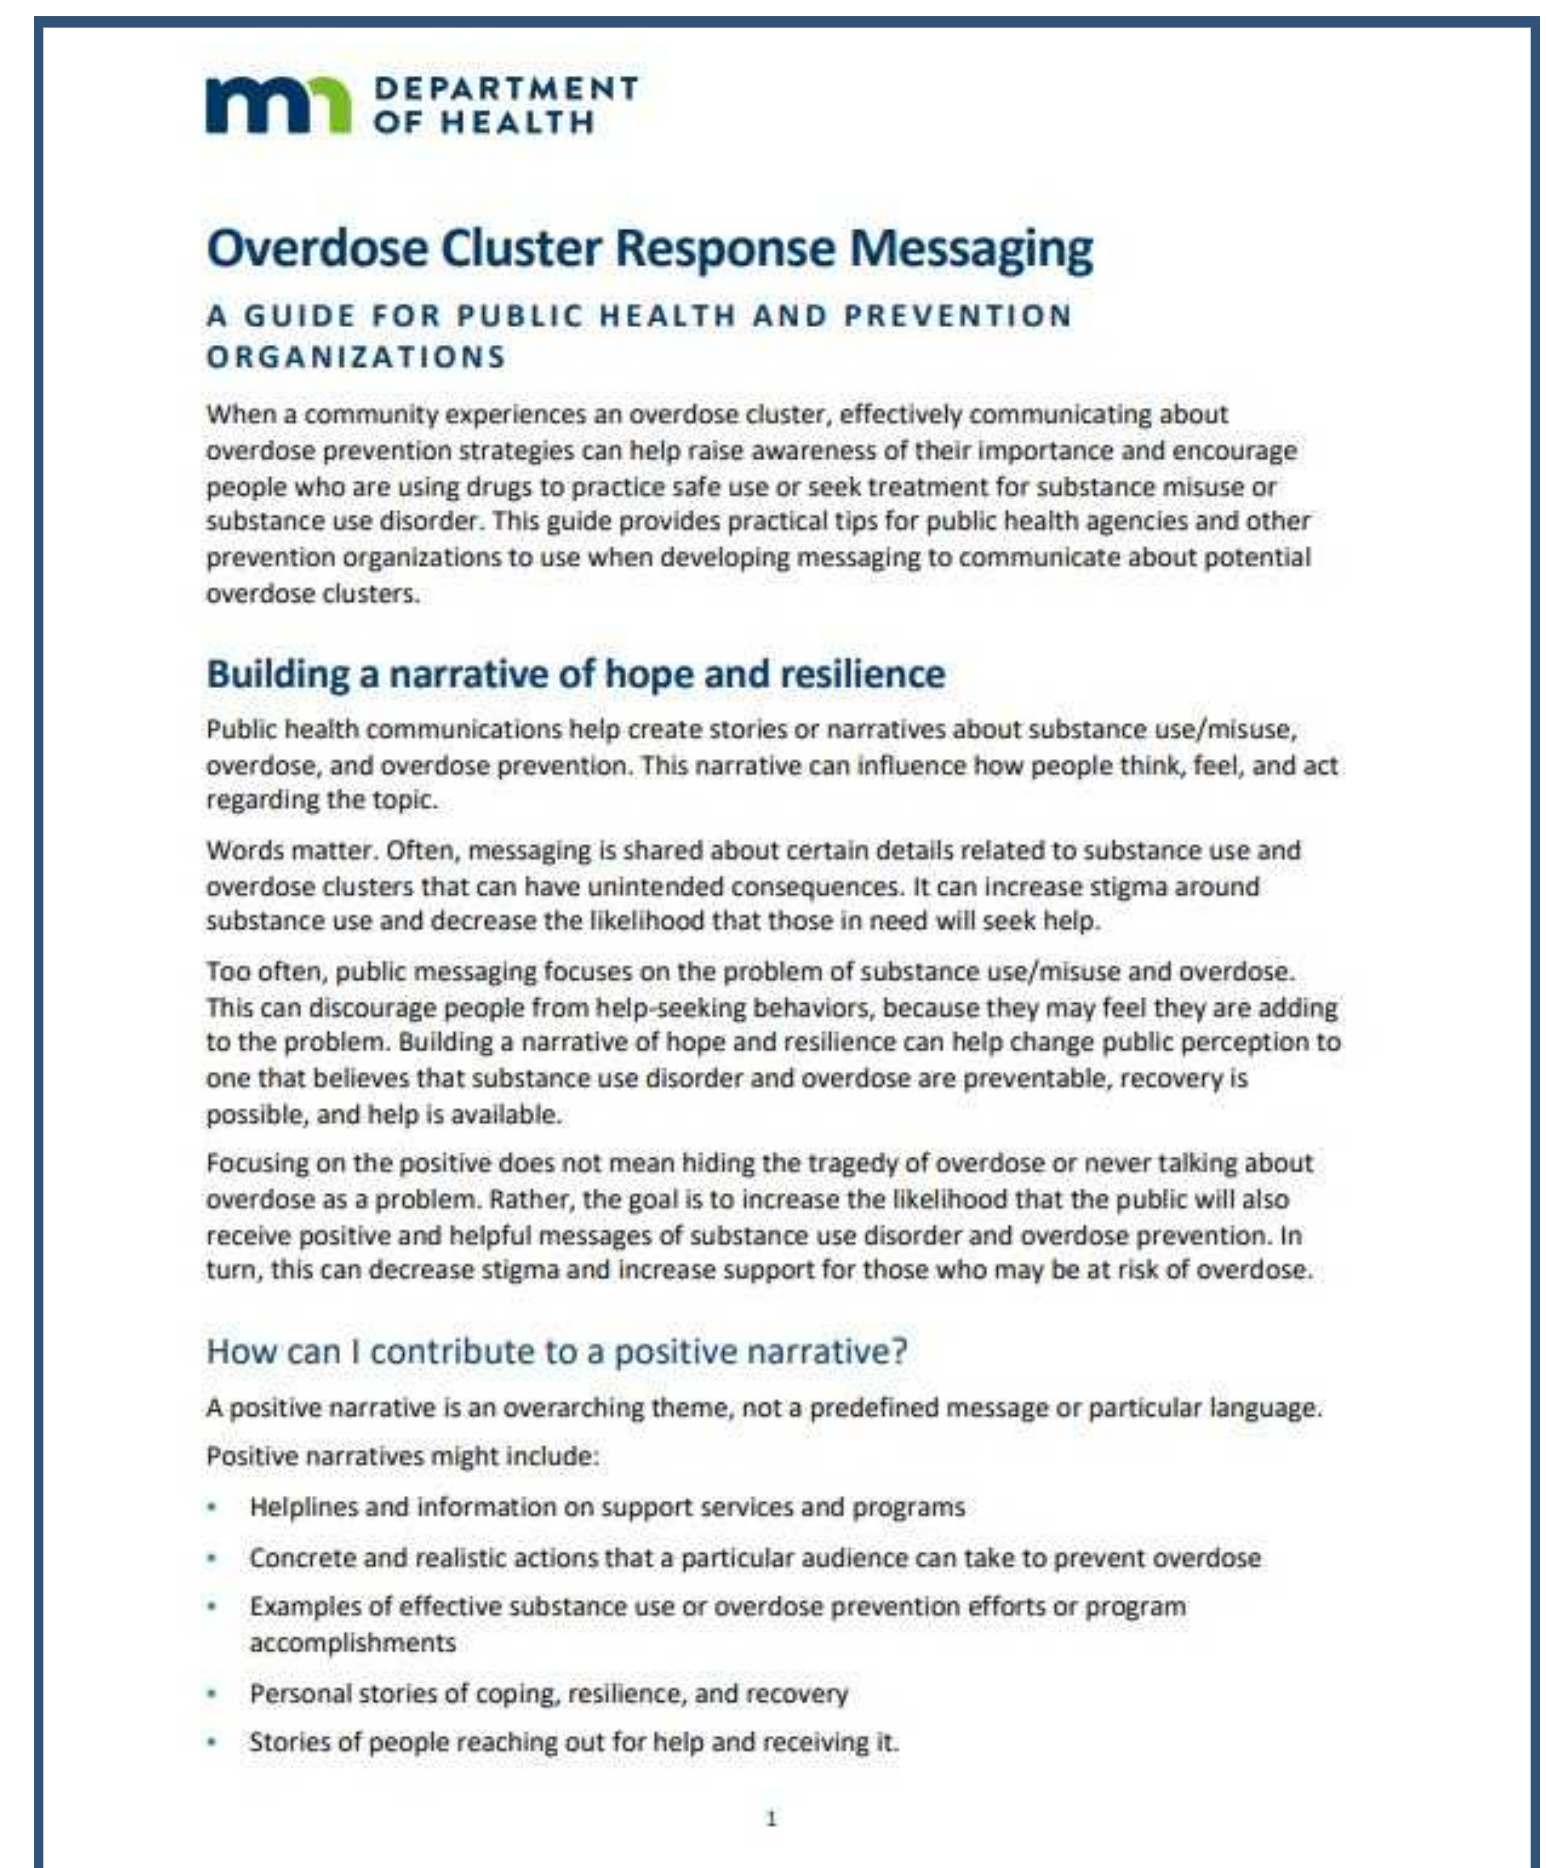 mn DEPARTMENT
OF HEALTH
Overdose Cluster Response Messaging
A GUIDE FOR PUBLIC HEALTH AND PREVENTION
ORGANIZATIONS
When a community experiences an overdose cluster, effectively communicating about
overdose prevention strategies can help raise awareness of their importance and encourage
people who are using drugs to practice safe use or seek treatment for substance misuse or
substance use disorder. This guide provides practical tips for public health agencies and other
prevention organizations to use when developing messaging to communicate about potential
overdose clusters.
Building a narrative of hope and resilience
Public health communications help create stories or narratives about substance use/misuse,
overdose, and overdose prevention. This narrative can influence how people think, feel, and act
regarding the topic.
Words matter. Often, messaging is shared about certain details related to substance use and
overdose clusters that can have unintended consequences. It can increase stigma around
substance use and decrease the likelihood that those in need will seek help.
Too often, public messaging focuses on the problem of substance use/misuse and overdose.
This can discourage people from help-seeking behaviors, because they may feel they are adding
to the problem. Building a narrative of hope and resilience can help change public perception to
one that believes that substance use disorder and overdose are preventable, recovery is
possible, and help is available.
Focusing on the positive does not mean hiding the tragedy of overdose or never talking about
overdose as a problem. Rather, the goal is to increase the likelihood that the public will also
receive positive and helpful messages of substance use disorder and overdose prevention. In
turn, this can decrease stigma and increase support for those who may be at risk of overdose.
How can I contribute to a positive narrative?
A positive narrative is an overarching theme, not a predefined message or particular language.
Positive narratives might include:
▪ Helplines and information on support services and programs
▪ Concrete and realistic actions that a particular audience can take to prevent overdose
▪ Examples of effective substance use or overdose prevention efforts or program
accomplishments
▪ Personal stories of coping, resilience, and recovery
▪ Stories of people reaching out for help and receiving it.
1